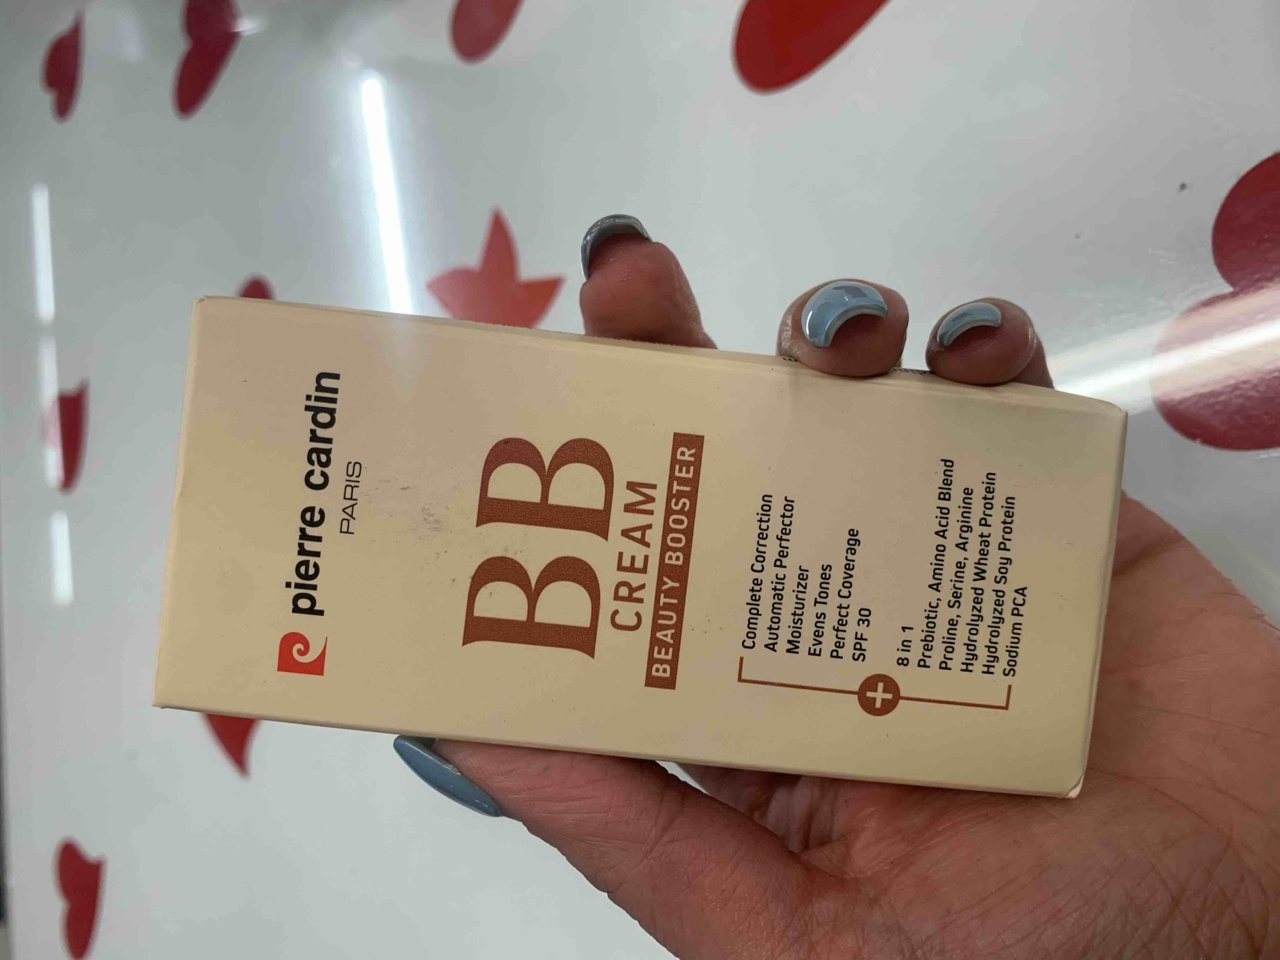 pierre cardin
PARIS
BB
CREAM
BEAUTY BOOSTER
Complete Correction
Automatic Perfector
Moisturizer
Evens Tones
Perfect Coverage
SPF 30
+
8 in 1
Prebiotic, Amino Acid Blend
Proline, Serine, Arginine
Hydrolyzed Wheat Protein
Hydrolyzed Soy Protein
Sodium PCA